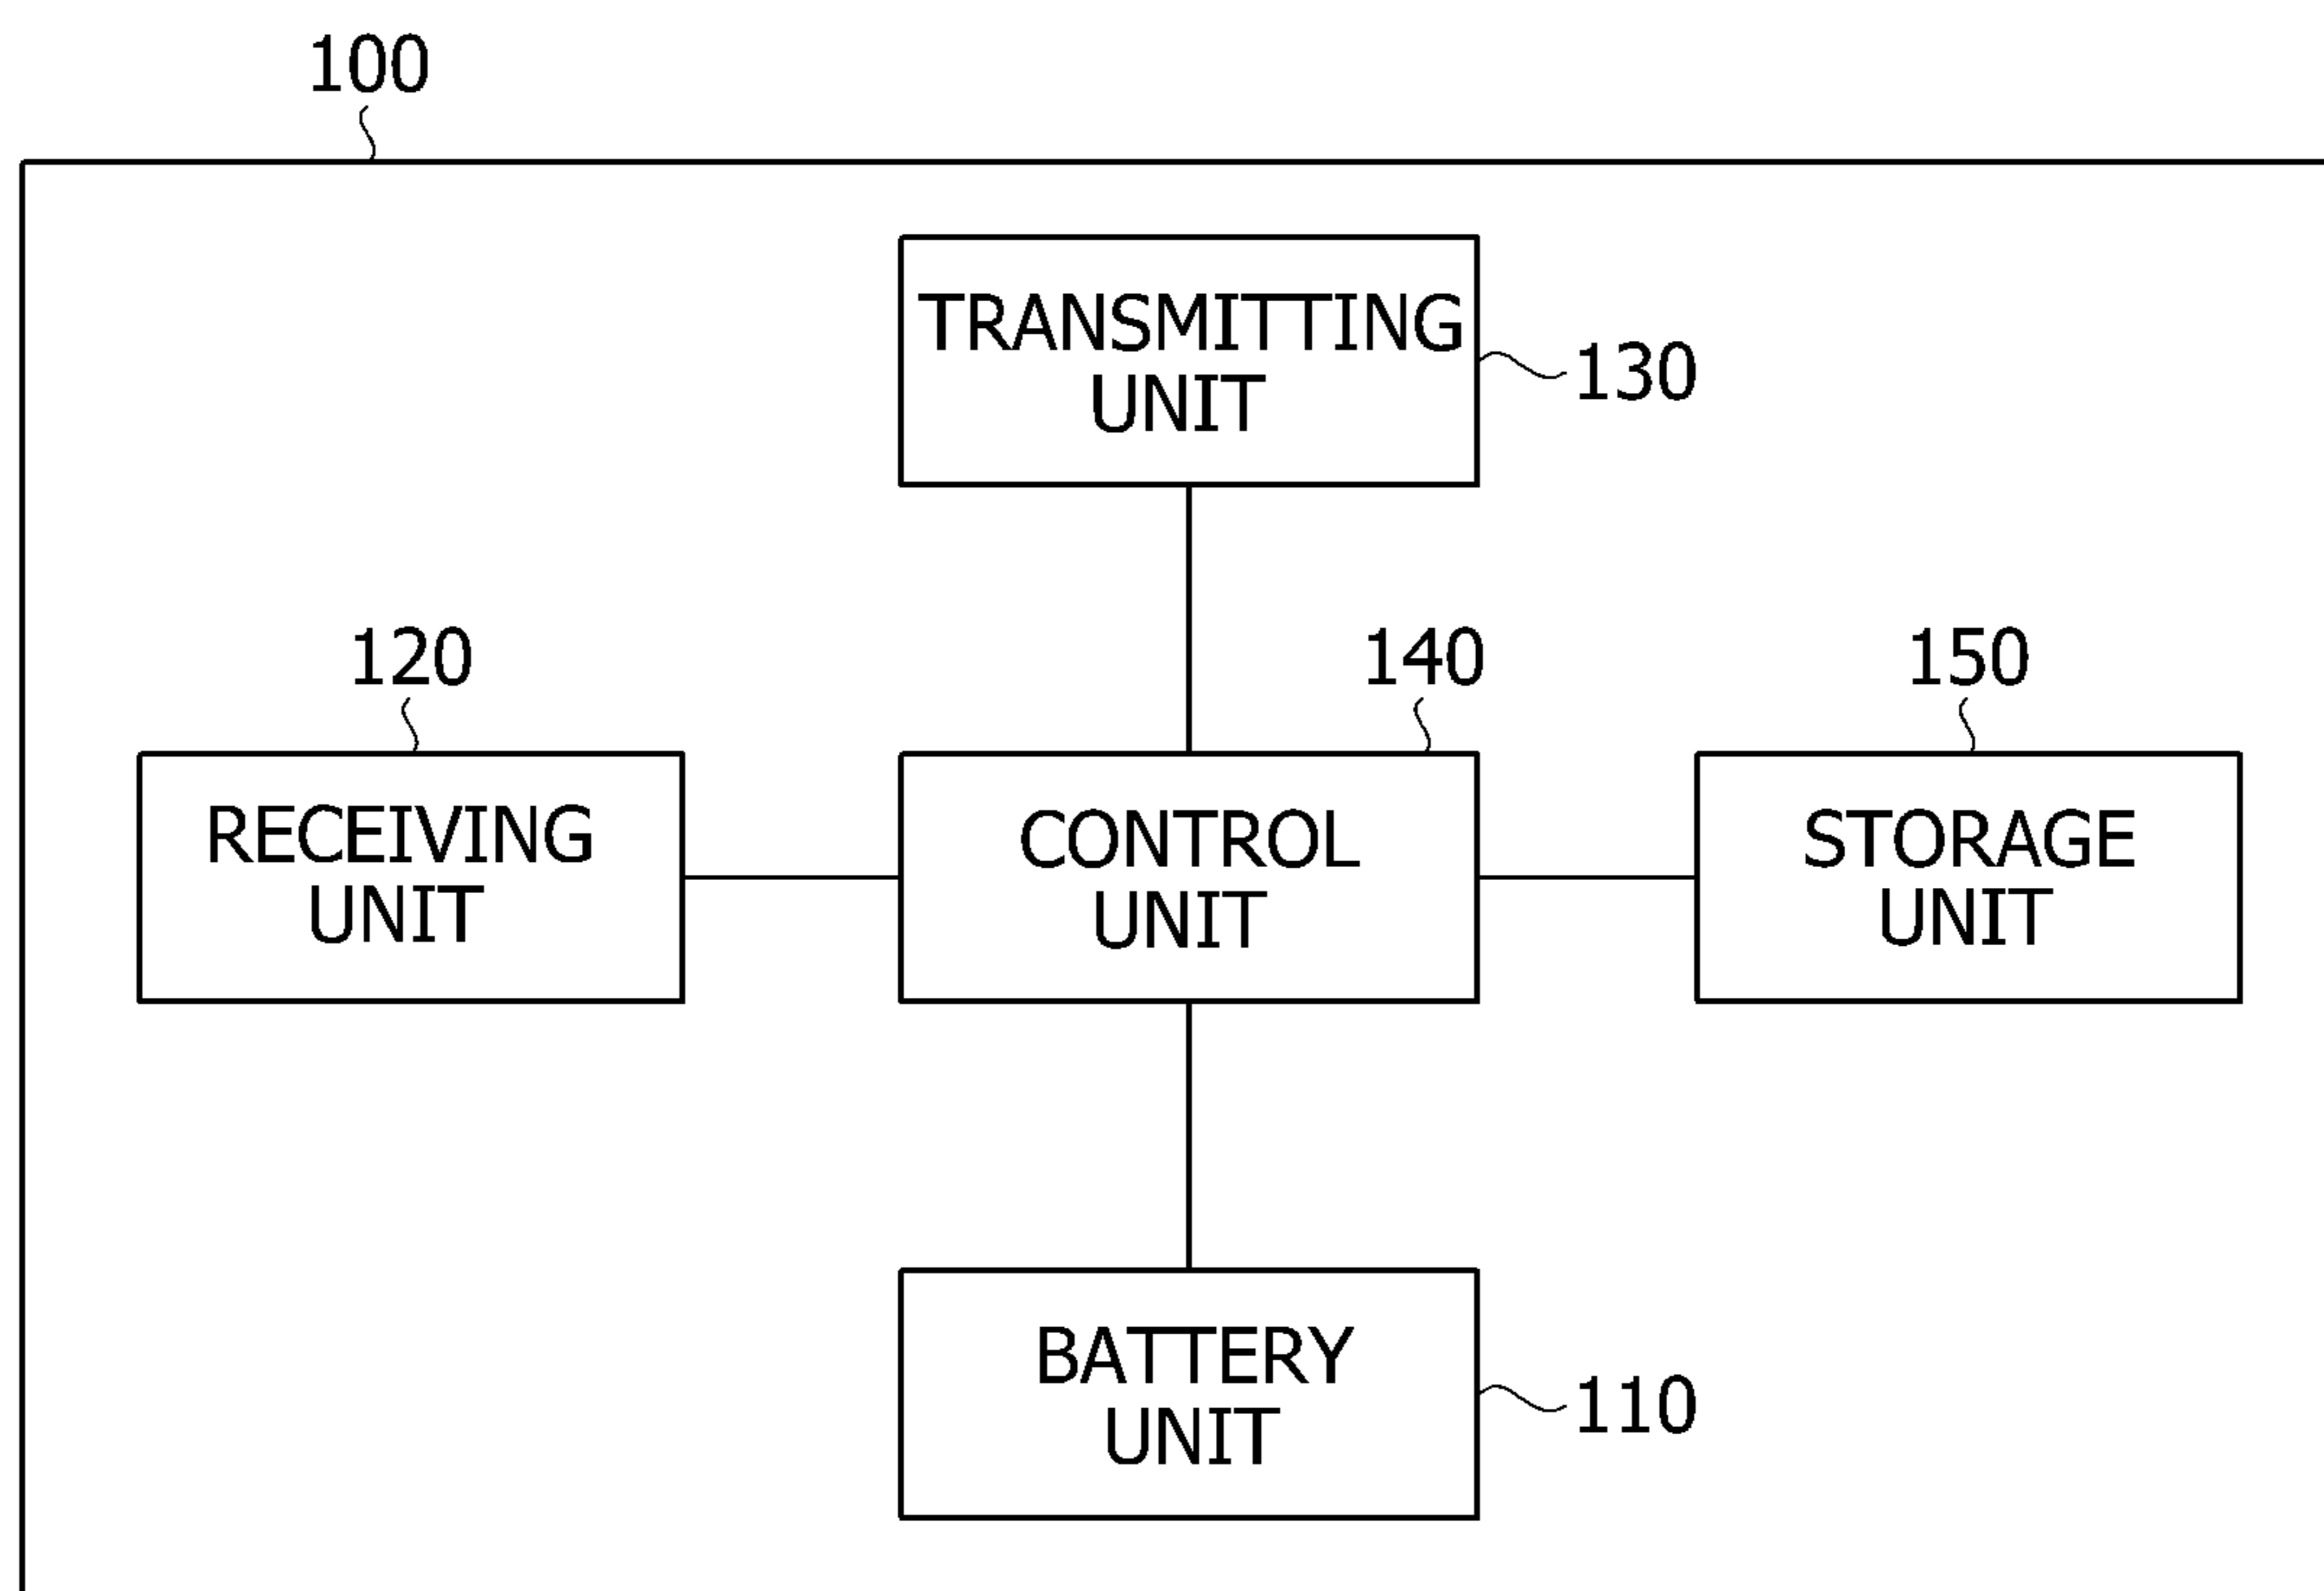 100
TRANSMITTING
UNIT
130
120
140
150
RECEIVING
UNIT
CONTROL
UNIT
STORAGE
UNIT
BATTERY
UNIT
110